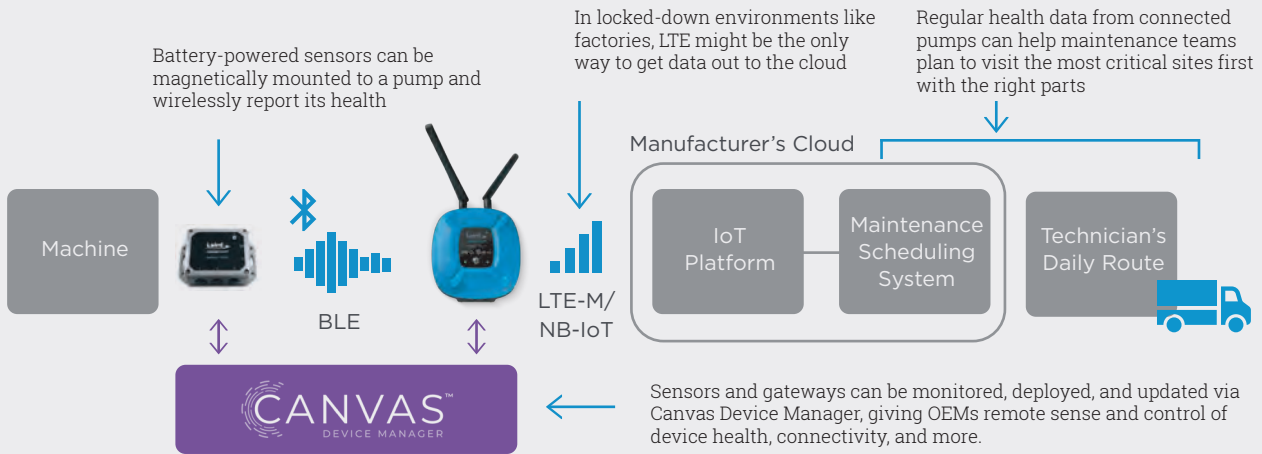 Battery-powered sensors can be
magnetically mounted to a pump and
wirelessly report its health
In locked-down environments like
factories, LTE might be the only
way to get data out to the cloud
Regular health data from connected
pumps can help maintenance teams
plan to visit the most critical sites first
with the right parts
Manufacturer's Cloud
Machine
Laird
BLE
LTE-M/
NB-IoT
IoT
Platform
Maintenance
Scheduling
System
Technician's
Daily Route
CANVAS™
DEVICE MANAGER
Sensors and gateways can be monitored, deployed, and updated via
Canvas Device Manager, giving OEMs remote sense and control of
device health, connectivity, and more.